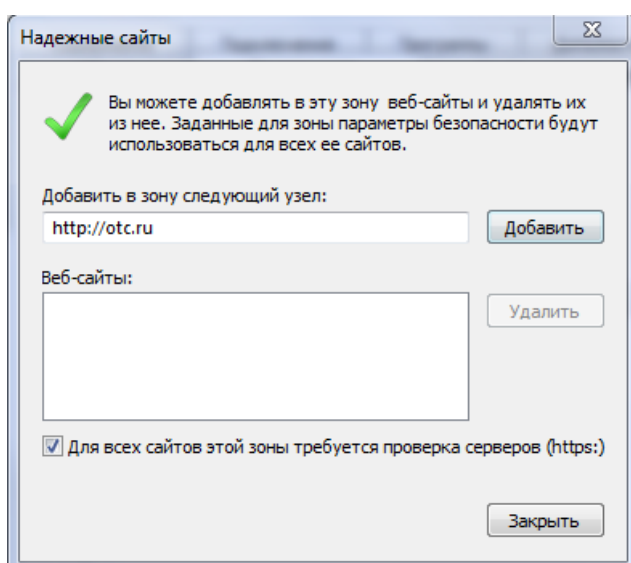 Надежные сайты
Вы можете добавлять в эту зону веб-сайты и удалять их
из нее. Заданные для зоны параметры безопасности будут
использоваться для всех ее сайтов.
Добавить в зону следующий узел:
http://otc.ru
Добавить
Веб-сайты:
Удалить
Для всех сайтов этой зоны требуется проверка серверов (https:)
Закрыть